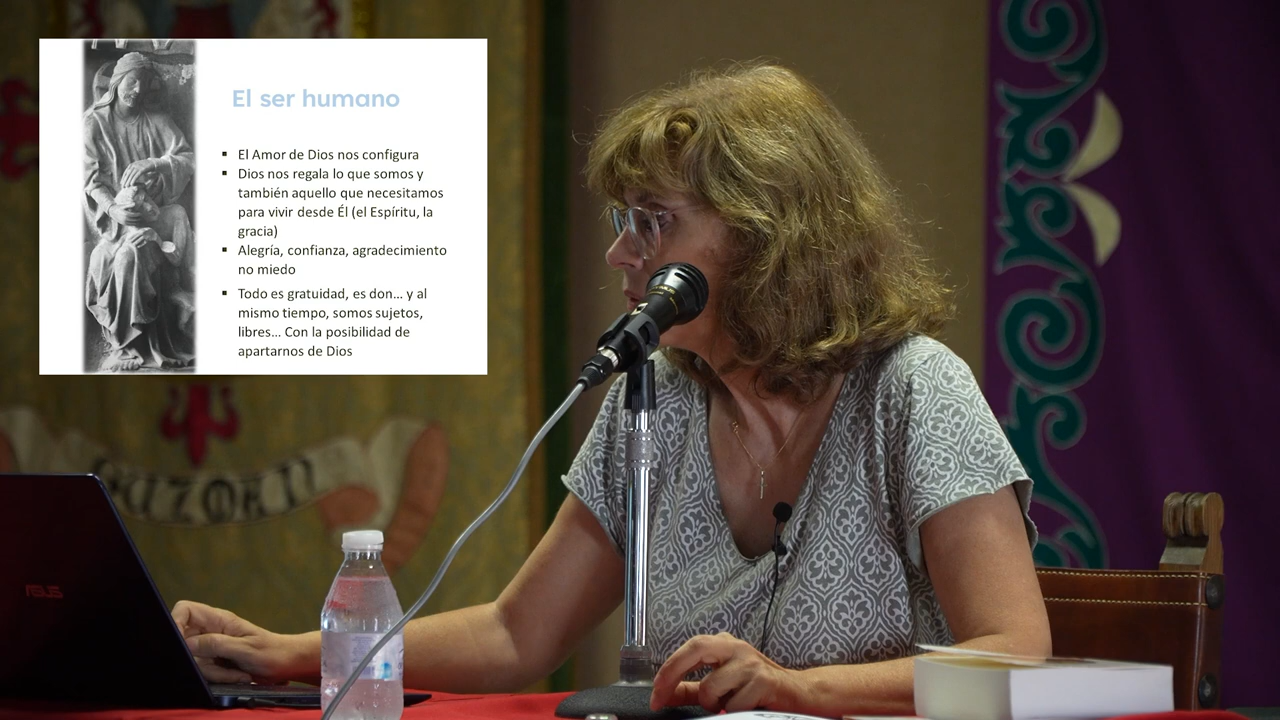 El ser humano
▪ El Amor de Dios nos configura
▪ Dios nos regala lo que somos y
también aquello que necesitamos
para vivir desde Él (el Espíritu, la
gracia)
▪ Alegría, confianza, agradecimiento
no miedo
▪ Todo es gratuidad, es don... y al
mismo tiempo, somos sujetos,
libres... Con la posibilidad de
apartarnos de Dios
ASUS